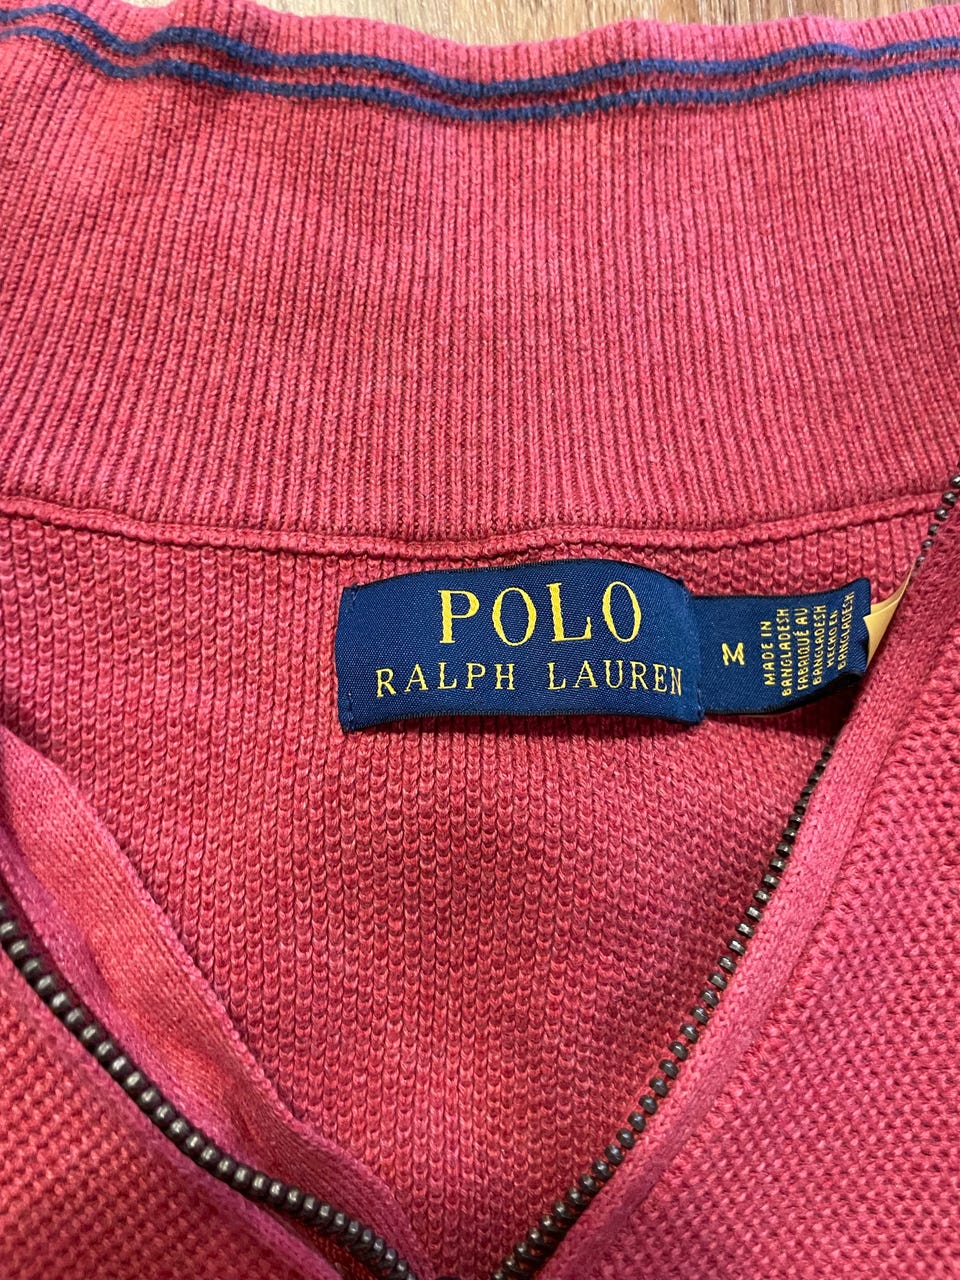 POLO
RALPH LAUREN
M
MADE IN
BANGLADESH
FABRIQUÉ AU
BANGLADESH
HECHO EN
BANGLADESH